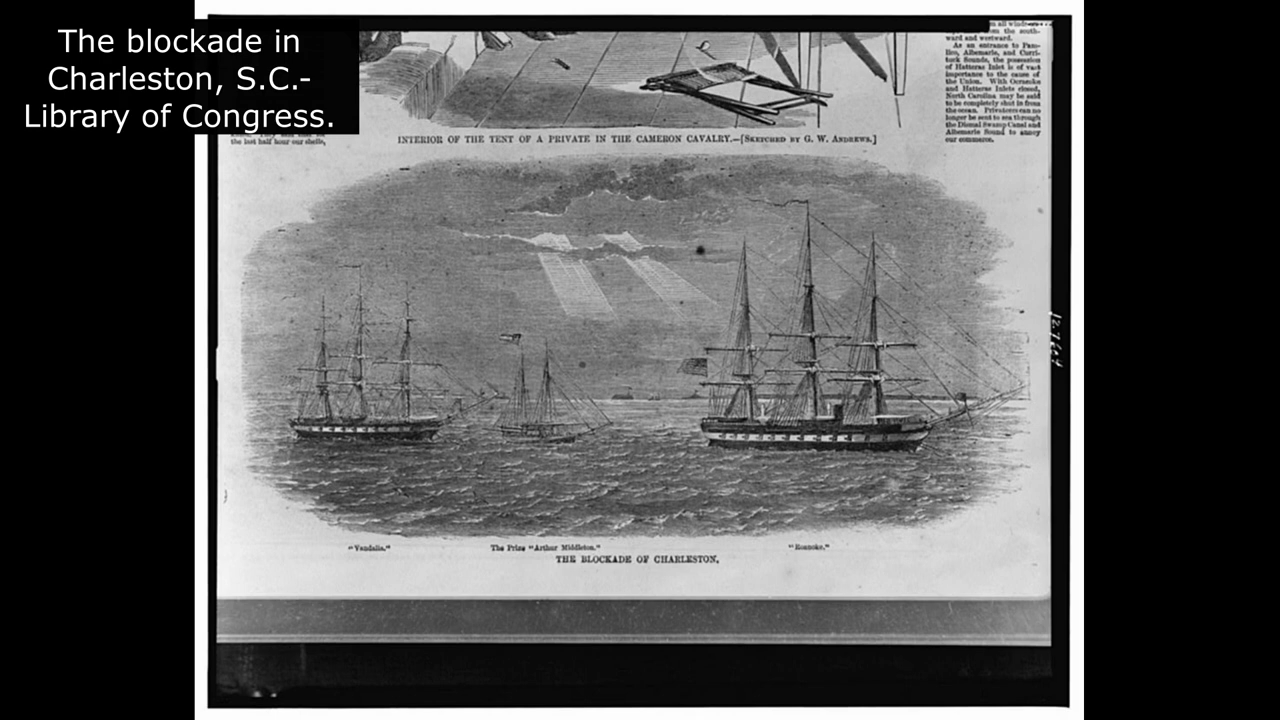 The blockade in
Charleston, S.C.-
Library of Congress.
the last half hour our shells,
INTERIOR OF THE TENT OF A PRIVATE IN THE CAMERON CAVALRY.—[Sketched by G. W. Andrews.]
ward and westward.
As an entrance to Pam-
lico, Albemarle, and Curri-
tuck Sounds, the possession
of Hatteras Inlet is of vast
importance to the cause of
the Union. With Ocracoke
and Hatteras Inlets closed,
North Carolina may be said
to be completely shut in from
the ocean. Privateers can no
longer be sent to sea through
the Dismal Swamp Canal and
Albemarle Sound to annoy
our commerce.
"Vandalia." The Prize "Arthur Middleton." "Roanoke."
THE BLOCKADE OF CHARLESTON.